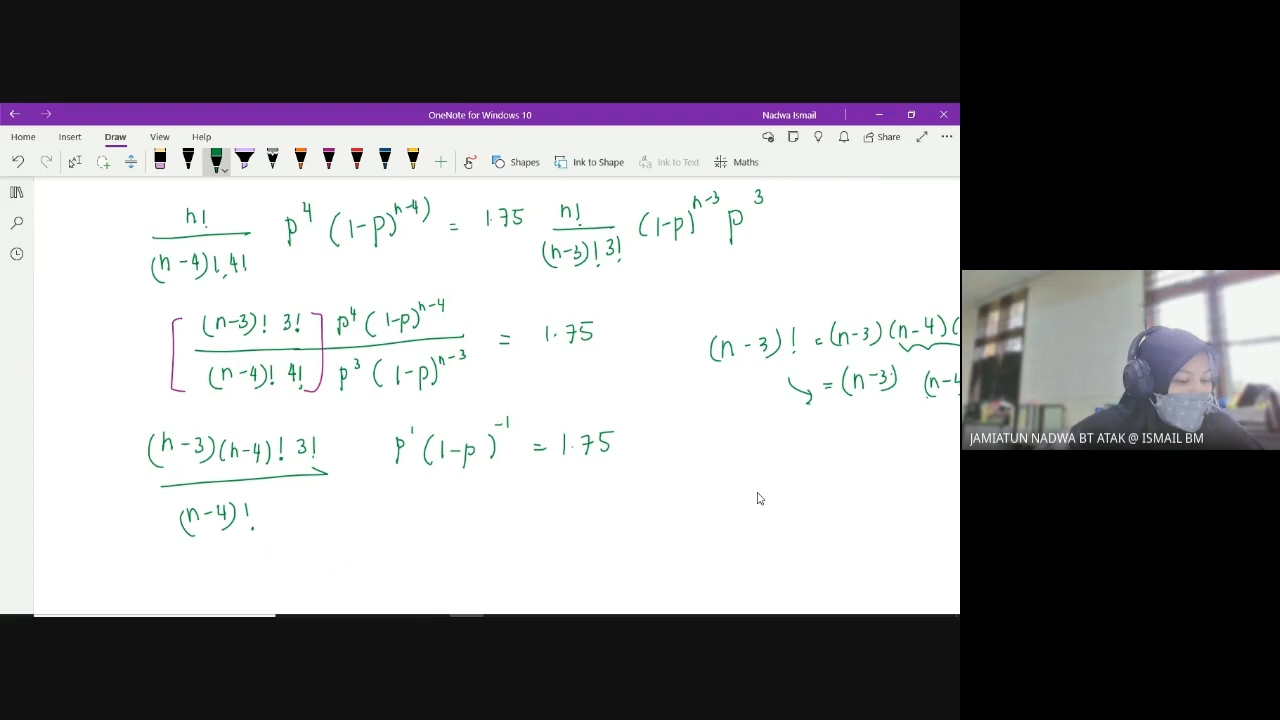 OneNote for Windows 10
Nadwa Ismail
Home Insert Draw View Help
Share
Shapes Ink to Shape Ink to Text Maths
n!/(n-4)! 4! p^4 (1-p)^(n-4) = 1.75 n!/(n-3)! 3! (1-p)^(n-3) p^3
[(n-3)! 3!/(n-4)! 4!] p^4 (1-p)^(n-4)/p^3 (1-p)^(n-3) = 1.75
(n-3)! = (n-3)(n-4)(
= (n-3) (n-4
(n-3)(n-4)! 3!/(n-4)! p^1 (1-p)^-1 = 1.75
JAMIATUN NADWA BT ATAK @ ISMAIL BM